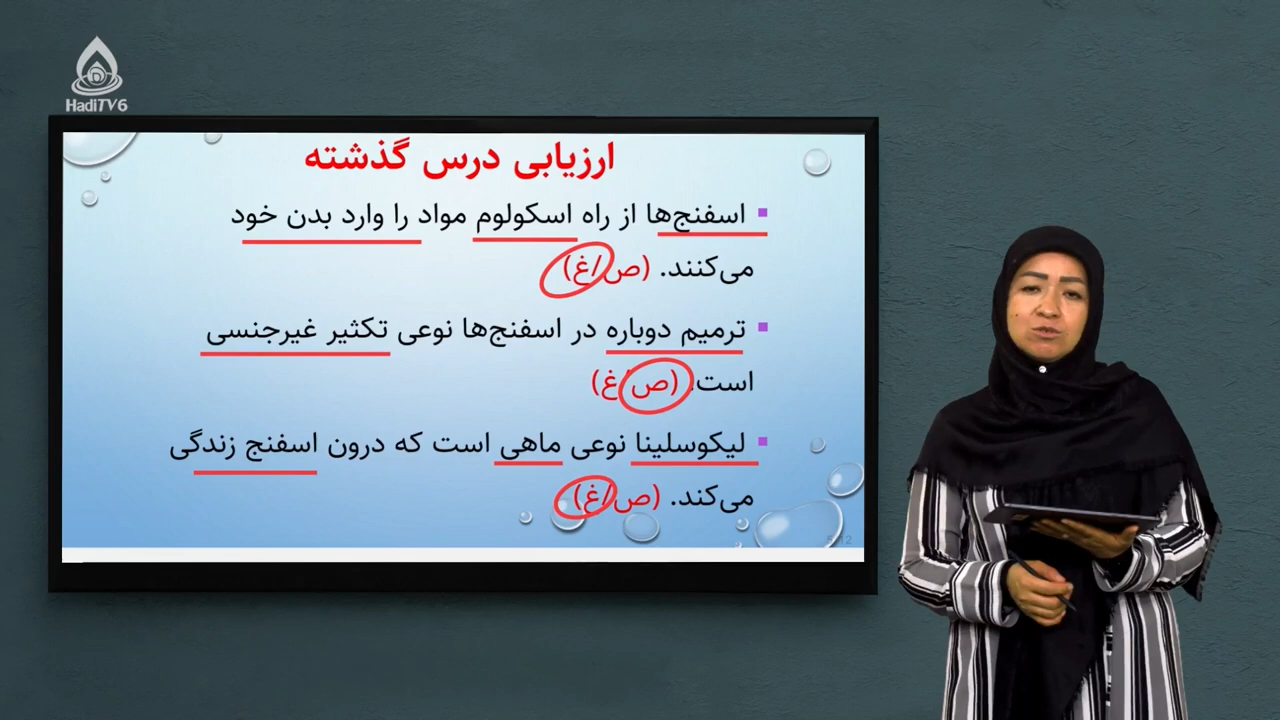 HadiTV6
ارزیابی درس گذشته
اسفنج‌ها از راه اسکولوم مواد را وارد بدن خود
می‌کنند. (ص/غ)
ترمیم دوباره در اسفنج‌ها نوعی تکثیر غیرجنسی
است. (ص/غ)
لیکوسلینا نوعی ماهی است که درون اسفنج زندگی
می‌کند. (ص/غ)